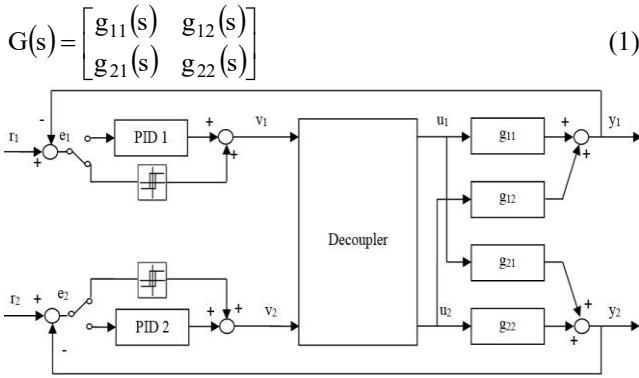 G(s) = [ g₁₁(s) g₁₂(s) ; g₂₁(s) g₂₂(s) ] (1)
- 
r₁ + e₁ PID 1 + + v₁ u₁ g₁₁ + + y₁
g₁₂
Decoupler
g₂₁
r₂ + e₂ PID 2 + + v₂ u₂ g₂₂ + + y₂
-